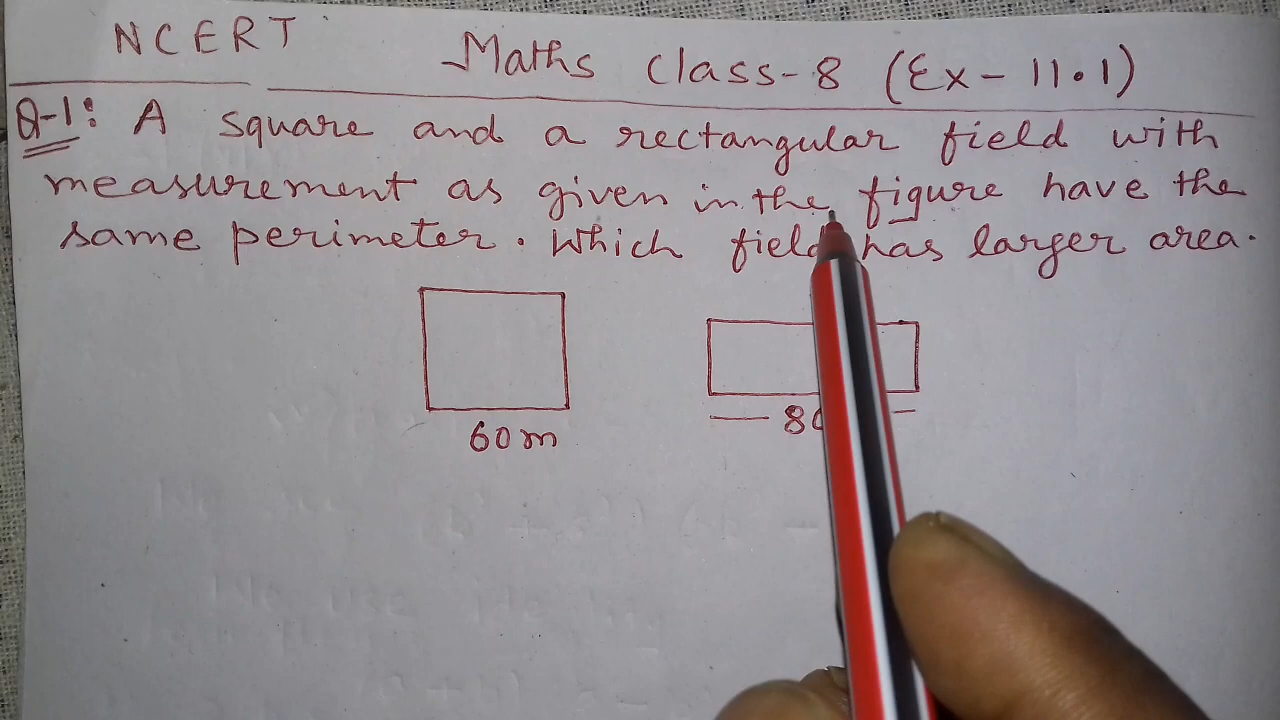 NCERT
Maths Class-8 (Ex-11.1)
Q-1: A square and a rectangular field with
measurement as given in the figure have the
same perimeter. Which field has larger area.
60m